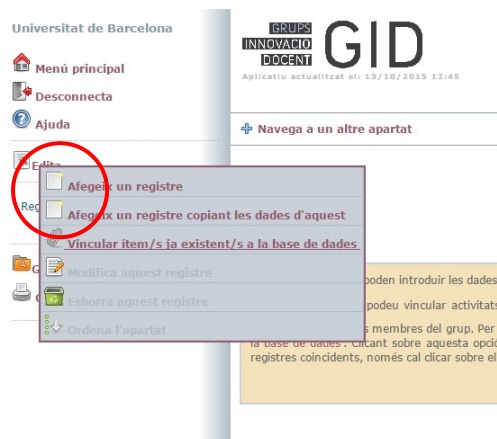 Universitat de Barcelona
Menú principal
Desconnecta
Ajuda
Edita
Reg
GRUPS
INNOVACIO
DOCENT
GID
Aplicatiu actualitzat el: 13/10/2015 12:45
Navega a un altre apartat
Afegeix un registre
Afegeix un registre copiant les dades d'aquest
Vincular ítem/s ja existent/s a la base de dades
Modifica aquest registre
Esborra aquest registre
Ordena l'apartat
poden introduir les dades
podeu vincular activitats
membres del grup. Per
la base de dades". Clicant sobre aquesta opció
registres coincidents, només cal clicar sobre el